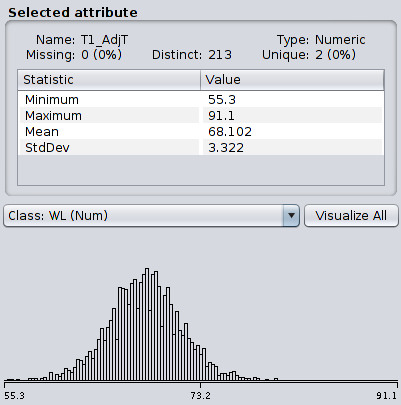 Selected attribute
Name: T1_AdjT Type: Numeric
Missing: 0 (0%) Distinct: 213 Unique: 2 (0%)
Statistic Value
Minimum 55.3
Maximum 91.1
Mean 68.102
StdDev 3.322
Class: WL (Num) Visualize All
55.3 73.2 91.1